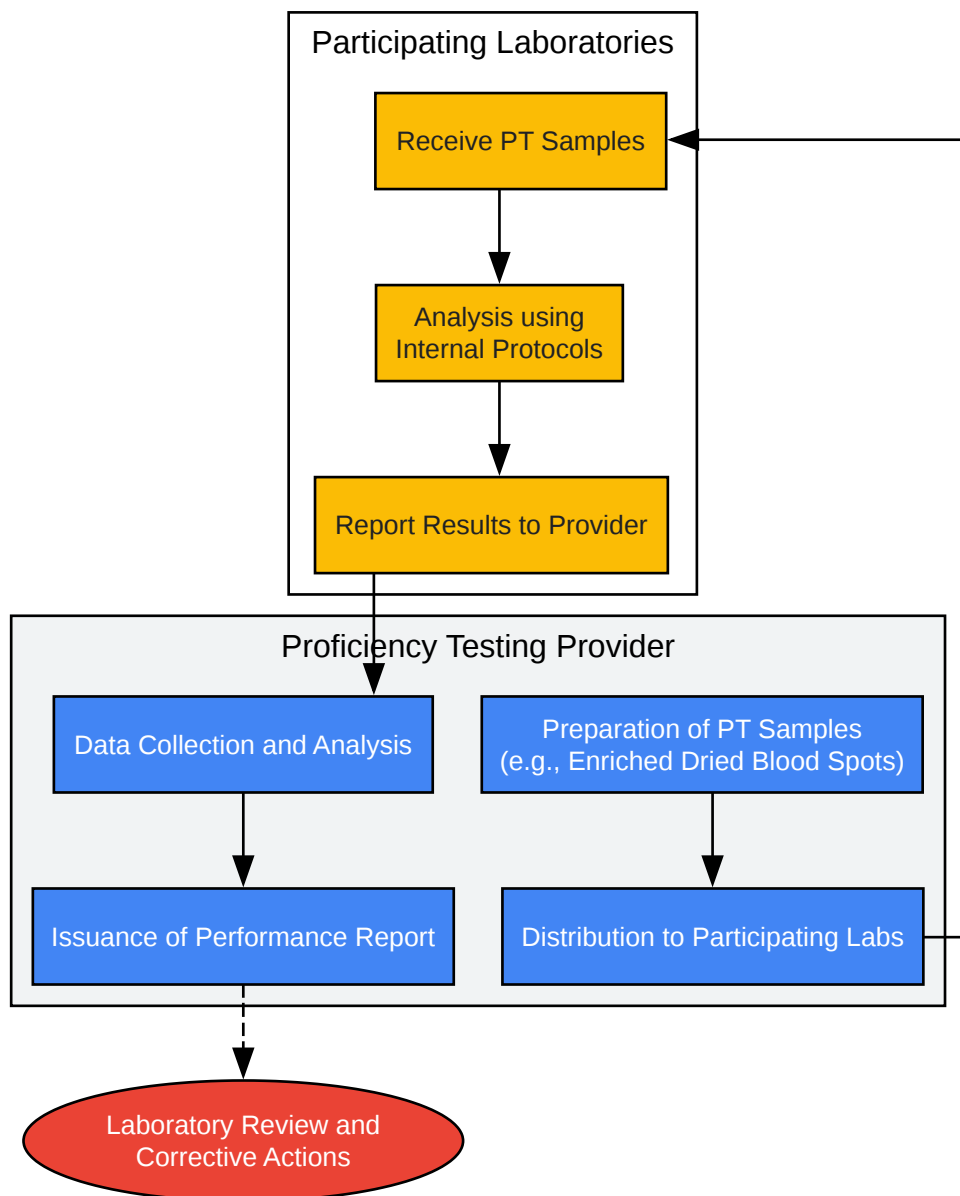 Participating Laboratories
Receive PT Samples
Analysis using
Internal Protocols
Report Results to Provider
Proficiency Testing Provider
Data Collection and Analysis
Preparation of PT Samples
(e.g., Enriched Dried Blood Spots)
Issuance of Performance Report
Distribution to Participating Labs
Laboratory Review and
Corrective Actions